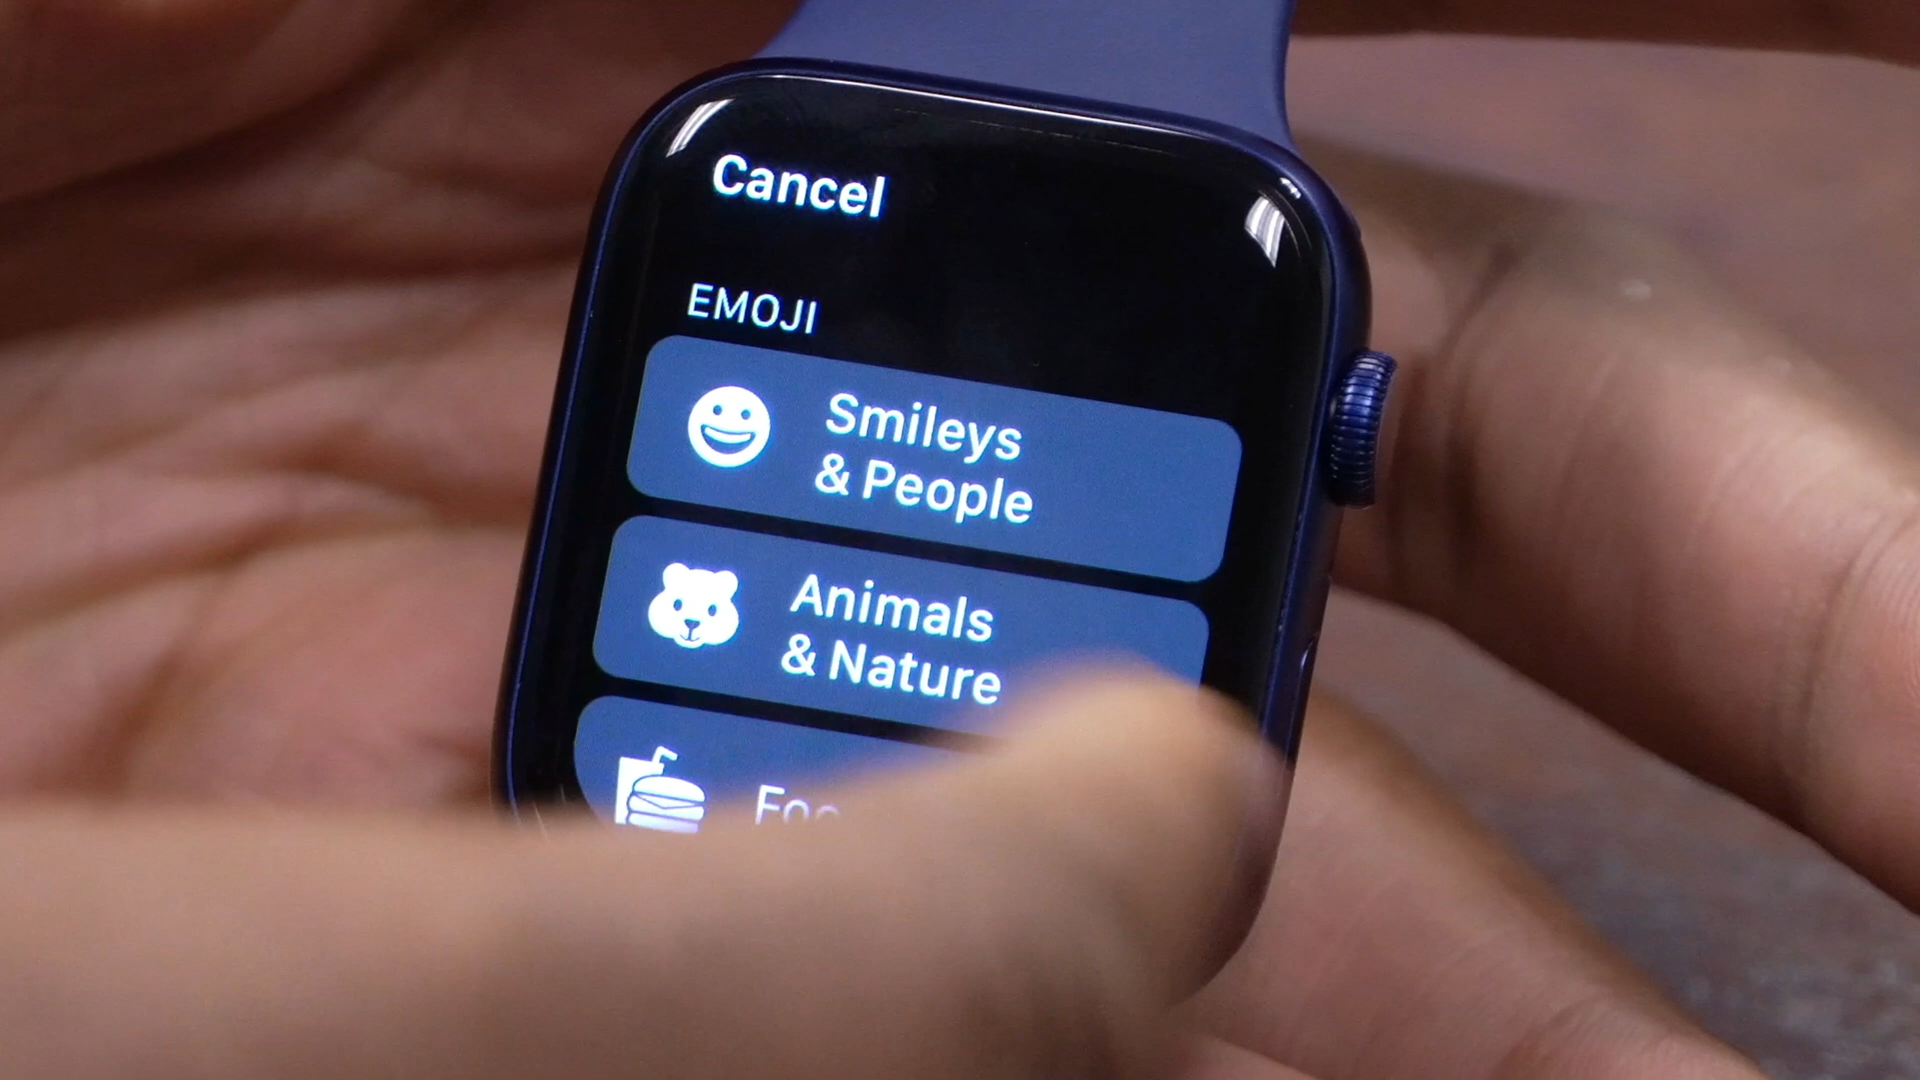 Cancel
EMOJI
Smileys
& People
Animals
& Nature